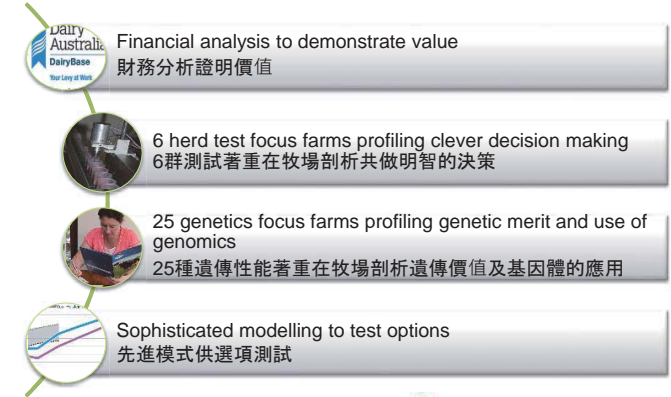 Dairy
Australia
DairyBase
Your Levy at Work
Financial analysis to demonstrate value
財務分析證明價值
6 herd test focus farms profiling clever decision making
6群測試著重在牧場剖析共做明智的決策
25 genetics focus farms profiling genetic merit and use of
genomics
25種遺傳性能著重在牧場剖析遺傳價值及基因體的應用
Sophisticated modelling to test options
先進模式供選項測試